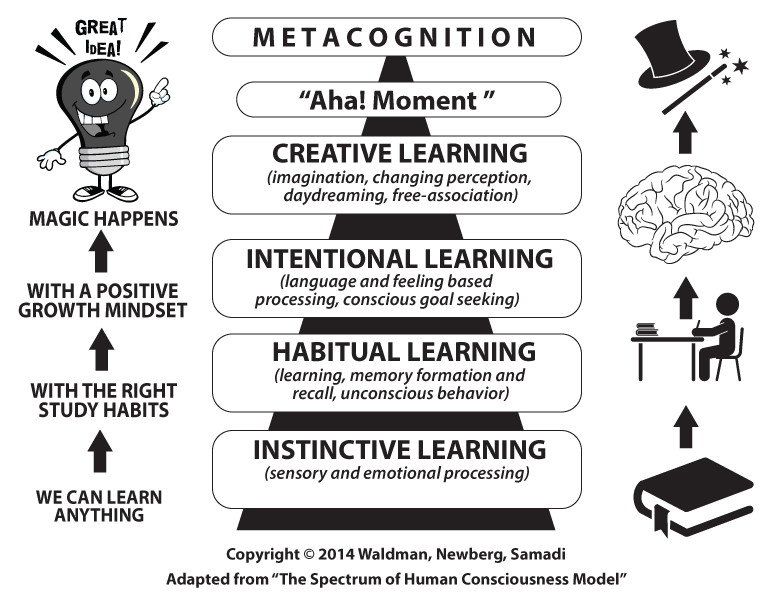 GREAT
IDEA!
METACOGNITION
“Aha! Moment ”
CREATIVE LEARNING
(imagination, changing perception,
daydreaming, free-association)
MAGIC HAPPENS
INTENTIONAL LEARNING
(language and feeling based
processing, conscious goal seeking)
WITH A POSITIVE
GROWTH MINDSET
HABITUAL LEARNING
(learning, memory formation and
recall, unconscious behavior)
WITH THE RIGHT
STUDY HABITS
INSTINCTIVE LEARNING
(sensory and emotional processing)
WE CAN LEARN
ANYTHING
Copyright © 2014 Waldman, Newberg, Samadi
Adapted from “The Spectrum of Human Consciousness Model”